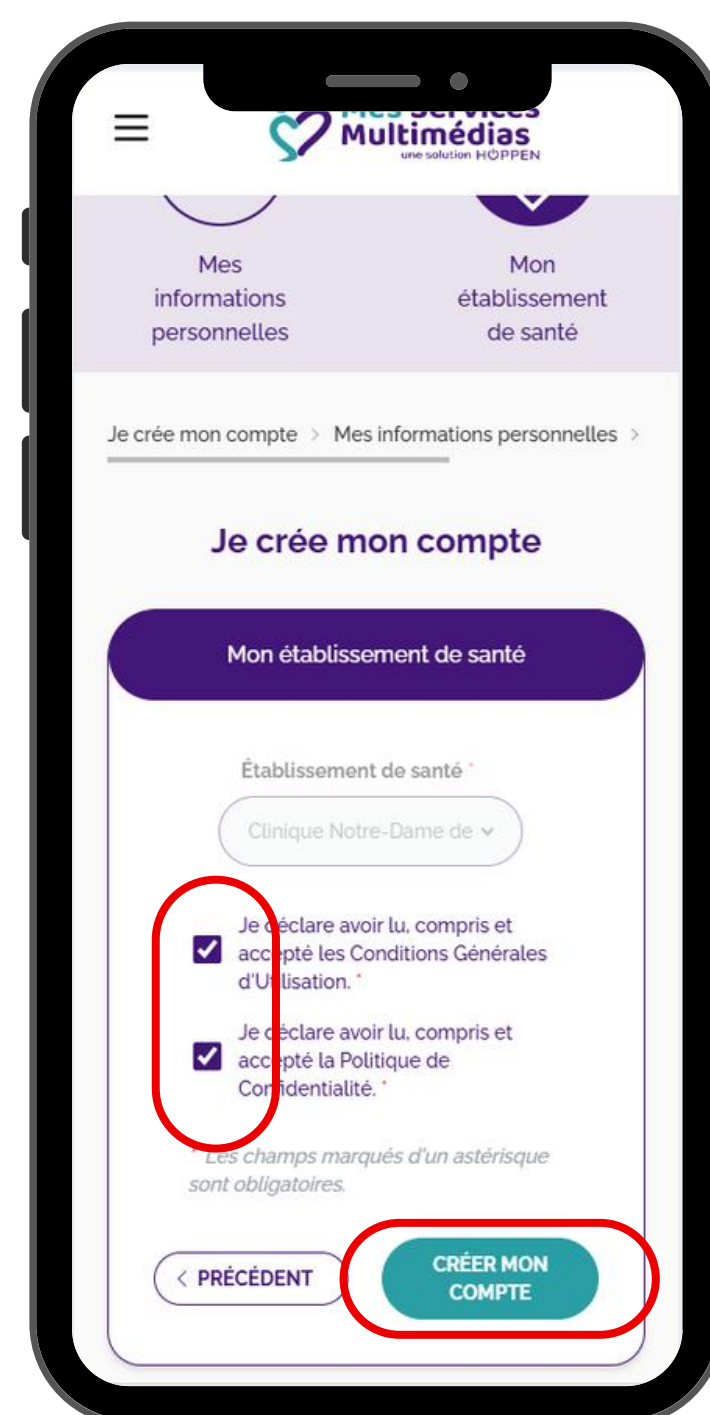 Mes Services
Multimédias
une solution HOPPEN
Mes
informations
personnelles
Mon
établissement
de santé
Je crée mon compte > Mes informations personnelles >
Je crée mon compte
Mon établissement de santé
Établissement de santé *
Clinique Notre-Dame de
Je déclare avoir lu, compris et
accepté les Conditions Générales
d'Utilisation. *
Je déclare avoir lu, compris et
accepté la Politique de
Confidentialité. *
* Les champs marqués d'un astérisque
sont obligatoires.
< PRÉCÉDENT
CRÉER MON
COMPTE